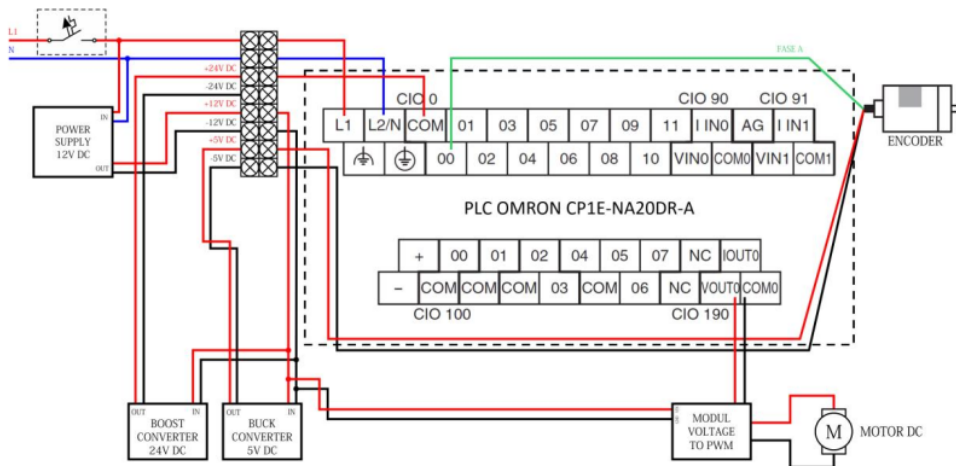 L1
N
FASE A
+24V DC
-24V DC
+12V DC
-12V DC
+5V DC
-5V DC
IN
POWER
SUPPLY
12V DC
OUT
CIO 0 CIO 90 CIO 91
L1 L2/N COM 01 03 05 07 09 11 I IN0 AG I IN1
00 02 04 06 08 10 VIN0 COM0 VIN1 COM1
ENCODER
PLC OMRON CP1E-NA20DR-A
+ 00 01 02 04 05 07 NC IOUT0
− COM COM COM 03 COM 06 NC VOUT0 COM0
CIO 100 CIO 190
OUT IN
BOOST
CONVERTER
24V DC
OUT IN
BUCK
CONVERTER
5V DC
MODUL
VOLTAGE
TO PWM
M
MOTOR DC